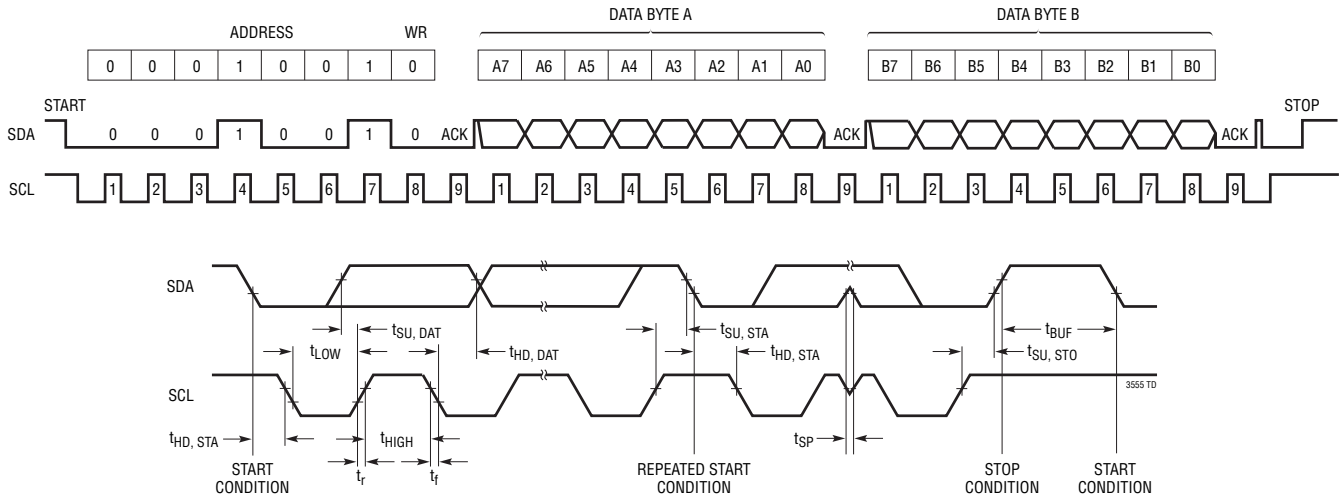 ADDRESS WR DATA BYTE A DATA BYTE B
0 0 0 1 0 0 1 0 A7 A6 A5 A4 A3 A2 A1 A0 B7 B6 B5 B4 B3 B2 B1 B0
START STOP
SDA 0 0 0 1 0 0 1 0 ACK ACK ACK
SCL 1 2 3 4 5 6 7 8 9 1 2 3 4 5 6 7 8 9 1 2 3 4 5 6 7 8 9
SDA
tSU, DAT tSU, STA tBUF
tLOW tHD, DAT tHD, STA tSU, STO
SCL 3555 TD
tHD, STA tHIGH tSP
tr tf
START CONDITION
REPEATED START CONDITION
STOP CONDITION
START CONDITION